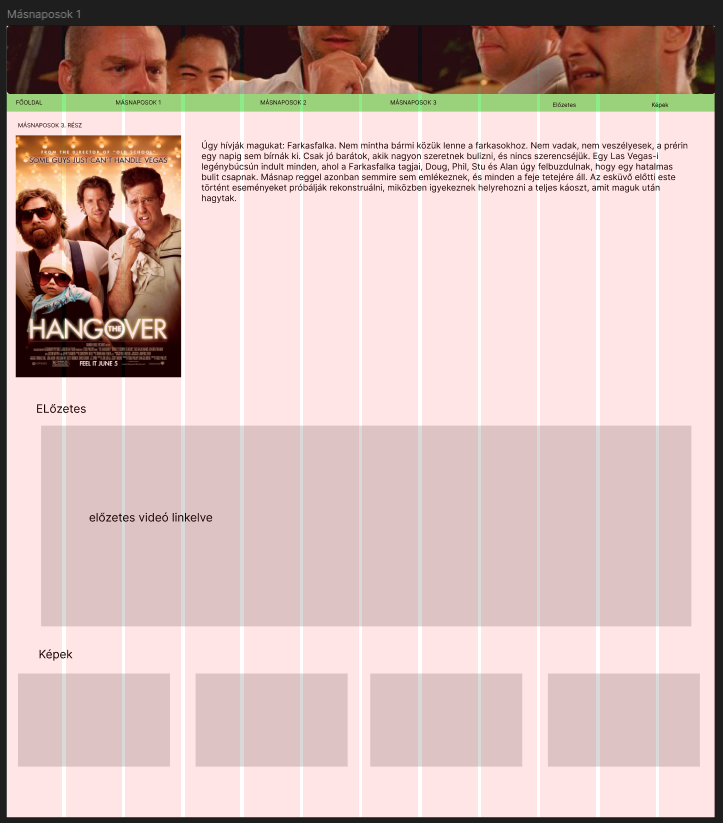 Másnaposok 1
FŐOLDAL
MÁSNAPOSOK 1
MÁSNAPOSOK 2
MÁSNAPOSOK 3
Előzetes
Képek
MÁSNAPOSOK 3. RÉSZ
FROM THE DIRECTOR OF "OLD SCHOOL"
SOME GUYS JUST CAN'T HANDLE VEGAS
THE HANGOVER
FEEL IT JUNE 5
Úgy hívják magukat: Farkasfalka. Nem mintha bármi közük lenne a farkasokhoz. Nem vadak, nem veszélyesek, a prérin
egy napig sem bírnák ki. Csak jó barátok, akik nagyon szeretnek bulizni, és nincs szerencséjük. Egy Las Vegas-i
legénybúcsún indult minden, ahol a Farkasfalka tagjai, Doug, Phil, Stu és Alan úgy felbuzdulnak, hogy egy hatalmas
bulit csapnak. Másnap reggel azonban semmire sem emlékeznek, és minden a feje tetejére áll. Az esküvő előtti este
történt eseményeket próbálják rekonstruálni, miközben igyekeznek helyrehozni a teljes káoszt, amit maguk után
hagytak.
ELőzetes
előzetes videó linkelve
Képek